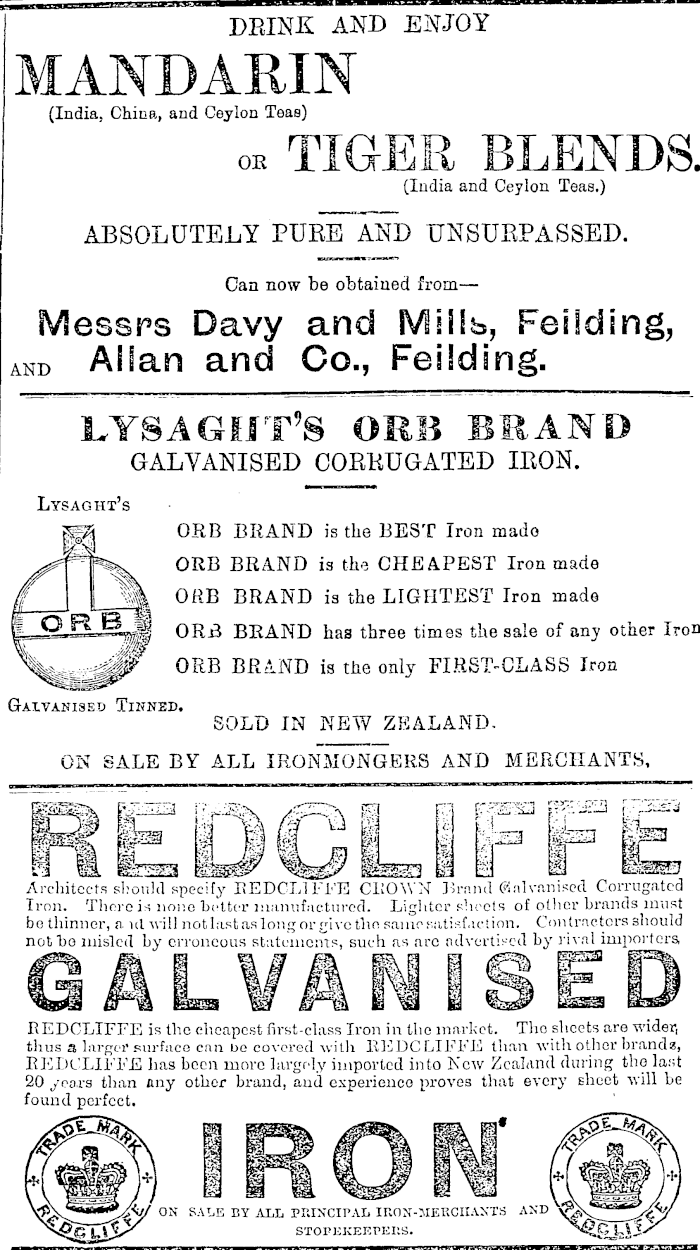 DRINK AND ENJOY
MANDARIN
(India, China, and Ceylon Teas)
OR TIGER BLENDS.
(India and Ceylon Teas.)
ABSOLUTELY PURE AND UNSURPASSED.
Can now be obtained from—
Messrs Davy and Mills, Feilding,
AND Allan and Co., Feilding.
LYSAGHT'S ORB BRAND
GALVANISED CORRUGATED IRON.
LYSAGHT'S
ORB
GALVANISED TINNED.
ORB BRAND is the BEST Iron made
ORB BRAND is the CHEAPEST Iron made
ORB BRAND is the LIGHTEST Iron made
ORB BRAND has three times the sale of any other Iron
ORB BRAND is the only FIRST-CLASS Iron
SOLD IN NEW ZEALAND.
ON SALE BY ALL IRONMONGERS AND MERCHANTS,
REDCLIFFE
Architects should specify REDCLIFFE CROWN Brand Galvanised Corrugated
Iron. There is none better manufactured. Lighter sheets of other brands must
be thinner, and will not last as long or give the same satisfaction. Contractors should
not be misled by erroneous statements, such as are advertised by rival importers
GALVANISED
REDCLIFFE is the cheapest first-class Iron in the market. The sheets are wider,
thus a larger surface can be covered with REDCLIFFE than with other brands,
REDCLIFFE has been more largely imported into New Zealand during the last
20 years than any other brand, and experience proves that every sheet will be
found perfect.
TRADE MARK
REDCLIFFE
IRON
TRADE MARK
REDCLIFFE
ON SALE BY ALL PRINCIPAL IRON-MERCHANTS AND
STOPEKEEPERS.